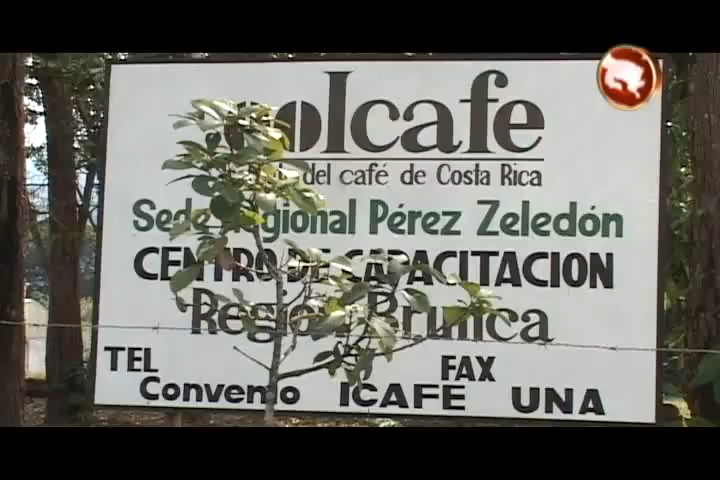 olcafe
del café de Costa Rica
Sede Regional Pérez Zeledón
CENTRO DE CAPACITACION
Region Brunca
TEL FAX
Convenio ICAFE UNA